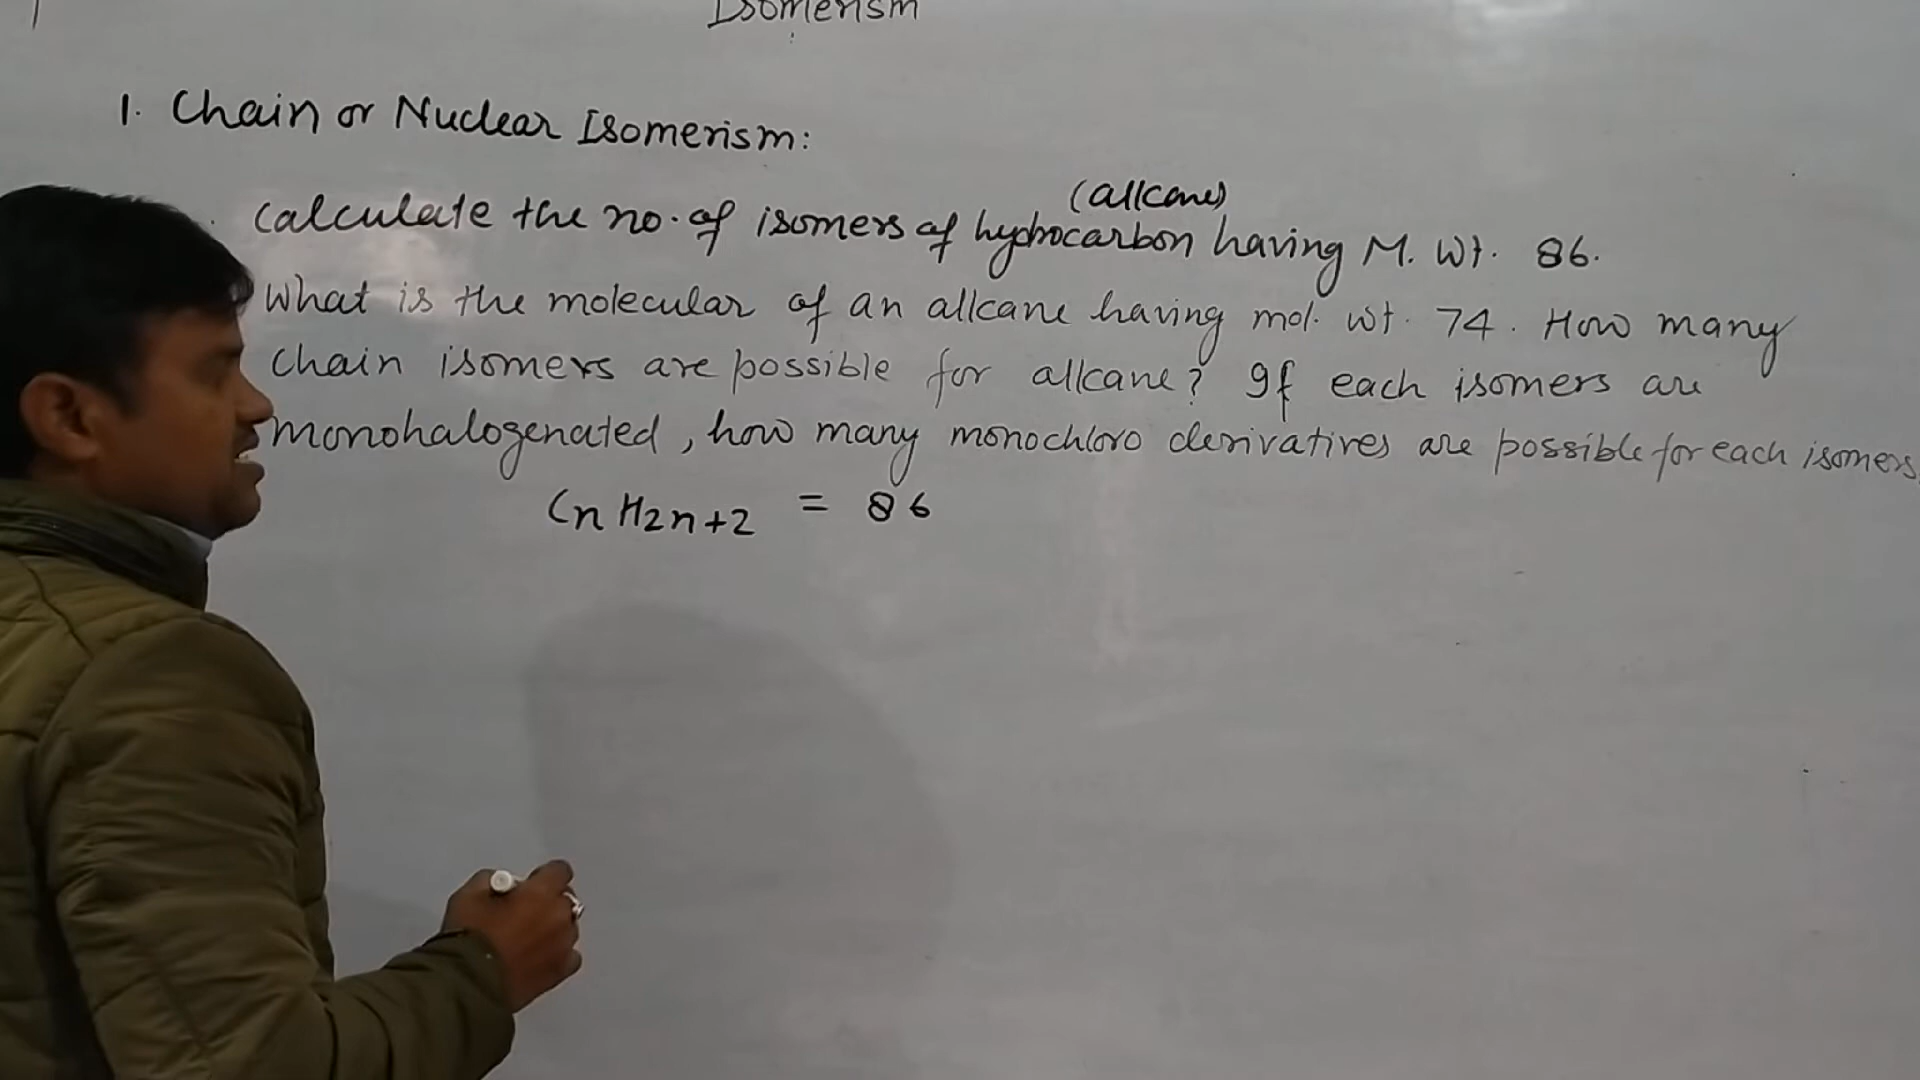 Isomerism
1. Chain or Nuclear Isomerism:
(alkane)
Calculate the no. of isomers of hydrocarbon having M. Wt. 86.
What is the molecular of an alkane having mol. wt. 74. How many
chain isomers are possible for alkane? If each isomers are
monohalogenated, how many monochloro derivatives are possible for each isomers.
CnH2n+2 = 86